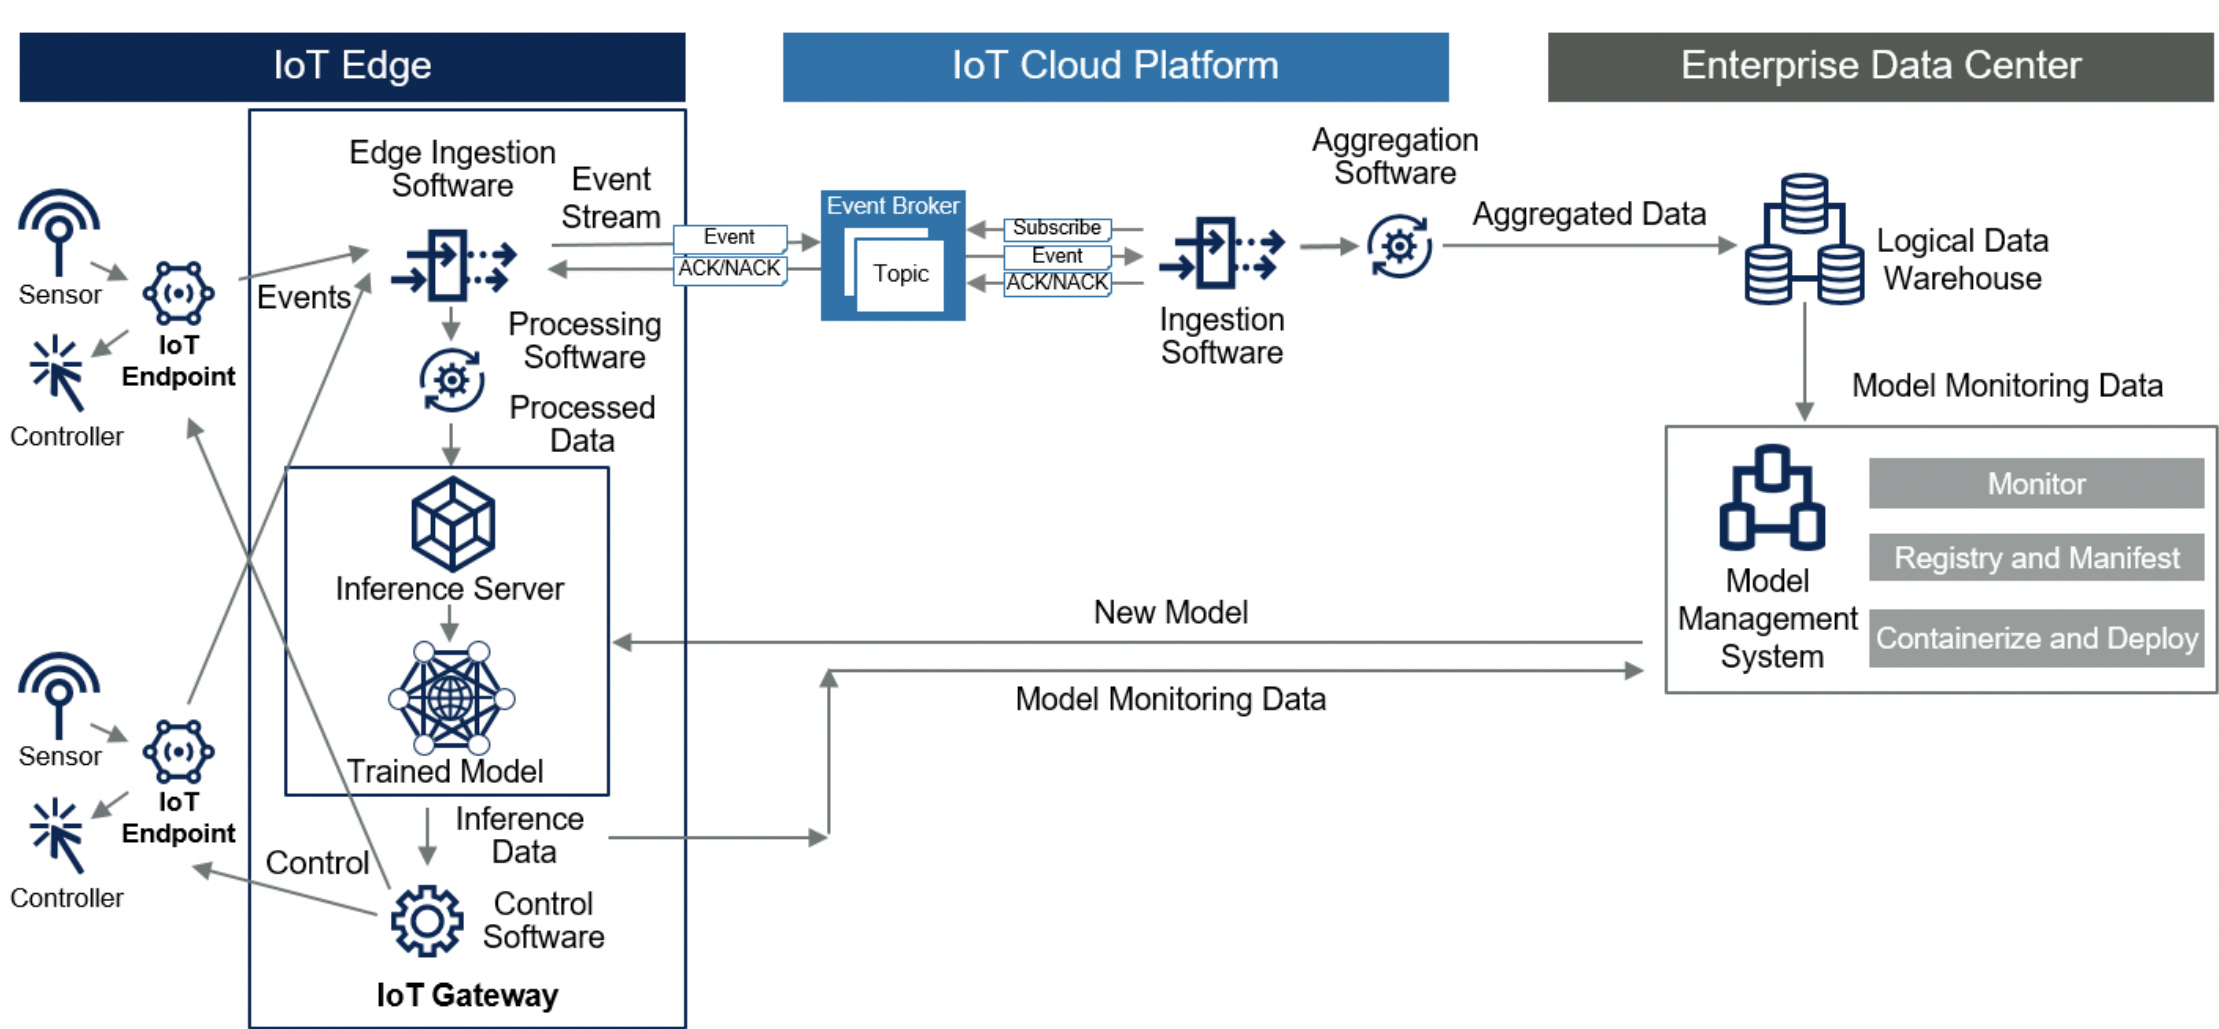 IoT Edge
IoT Cloud Platform
Enterprise Data Center
Edge Ingestion
Software
Event
Stream
Event
ACK/NACK
Event Broker
Topic
Subscribe
Event
ACK/NACK
Ingestion
Software
Aggregation
Software
Aggregated Data
Logical Data
Warehouse
Model Monitoring Data
Sensor
IoT
Endpoint
Controller
Events
Processing
Software
Processed
Data
Inference Server
Trained Model
New Model
Model Monitoring Data
Model
Management
System
Monitor
Registry and Manifest
Containerize and Deploy
Sensor
IoT
Endpoint
Controller
Control
Inference
Data
Control
Software
IoT Gateway